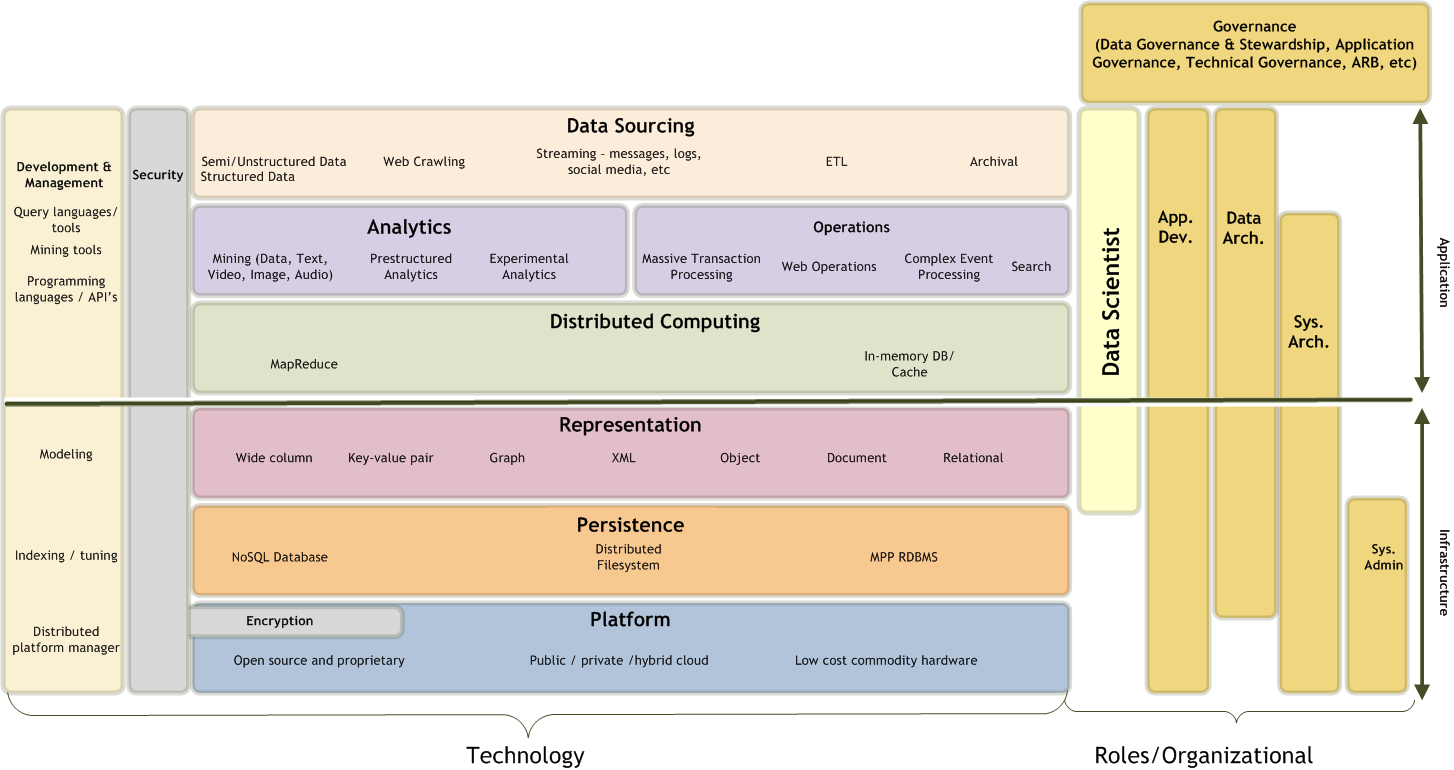 Governance
(Data Governance & Stewardship, Application
Governance, Technical Governance, ARB, etc)
Development &
Management
Query languages/
tools
Mining tools
Programming
languages / API’s
Modeling
Indexing / tuning
Distributed
platform manager
Security
Data Sourcing
Semi/Unstructured Data
Structured Data
Web Crawling
Streaming – messages, logs,
social media, etc
ETL
Archival
Analytics
Mining (Data, Text,
Video, Image, Audio)
Prestructured
Analytics
Experimental
Analytics
Operations
Massive Transaction
Processing
Web Operations
Complex Event
Processing
Search
Distributed Computing
MapReduce
In-memory DB/
Cache
Representation
Wide column
Key-value pair
Graph
XML
Object
Document
Relational
Persistence
NoSQL Database
Distributed
Filesystem
MPP RDBMS
Encryption
Platform
Open source and proprietary
Public / private /hybrid cloud
Low cost commodity hardware
Data Scientist
App.
Dev.
Data
Arch.
Sys.
Arch.
Sys.
Admin
Application
Infrastructure
Technology
Roles/Organizational